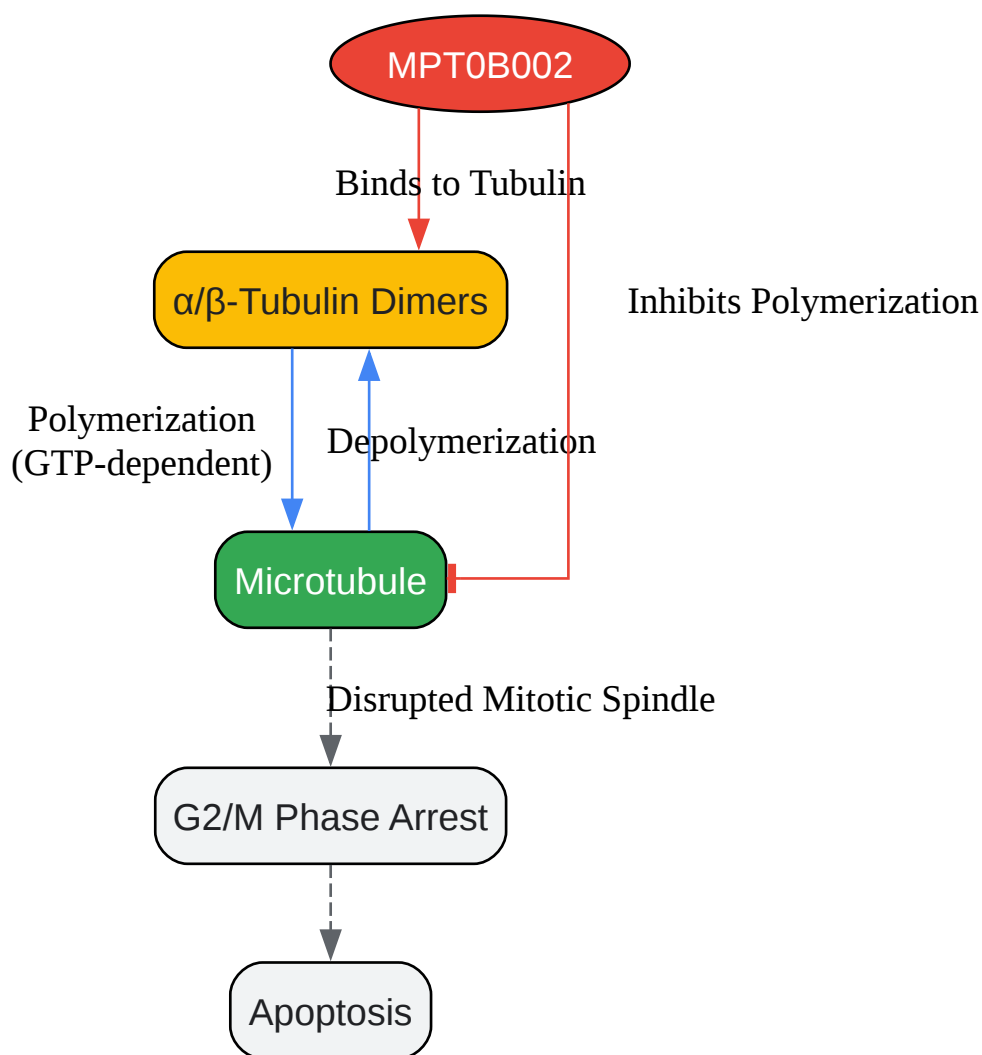 MPT0B002
Binds to Tubulin
α/β-Tubulin Dimers
Inhibits Polymerization
Polymerization
(GTP-dependent)
Depolymerization
Microtubule
Disrupted Mitotic Spindle
G2/M Phase Arrest
Apoptosis